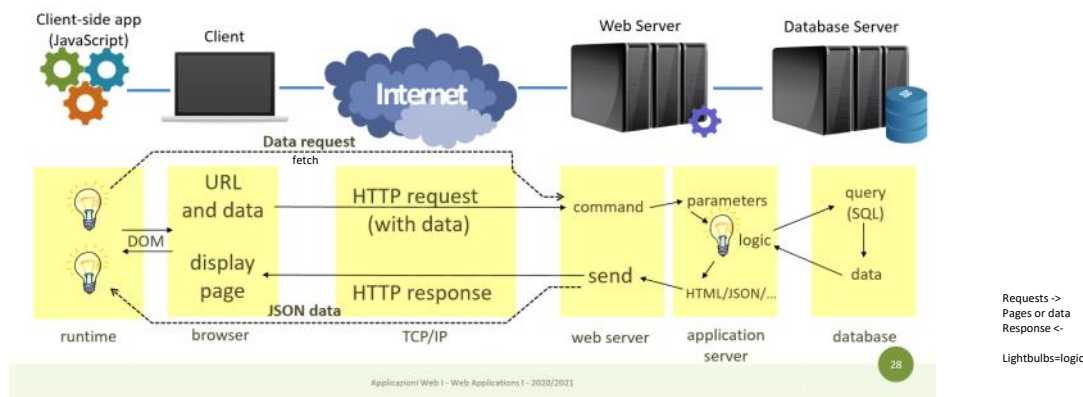 Client-side app
(JavaScript)
Client
Internet
Web Server
Database Server
Data request
fetch
URL
and data
HTTP request
(with data)
command
parameters
logic
query
(SQL)
data
DOM
display
page
HTTP response
send
HTML/JSON/...
JSON data
runtime
browser
TCP/IP
web server
application
server
database
28
Applicazioni Web I - Web Applications I - 2020/2021
Requests ->
Pages or data
Response <-
Lightbulbs=logic